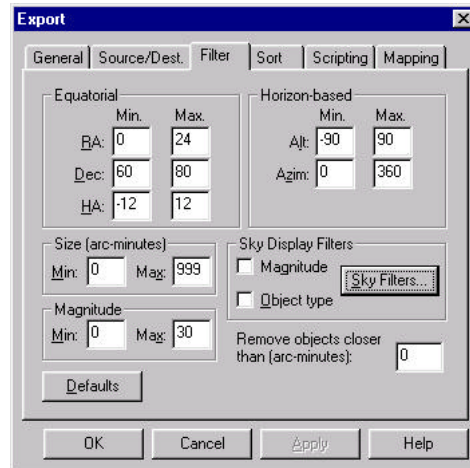 Export
General Source/Dest. Filter Sort Scripting Mapping
Equatorial
Min. Max.
RA: 0 24
Dec: 60 80
HA: -12 12
Horizon-based
Min. Max.
Alt: -90 90
Azim: 0 360
Size (arc-minutes)
Min: 0 Max: 999
Magnitude
Min: 0 Max: 30
Sky Display Filters
Magnitude
Object type
Sky Filters...
Remove objects closer
than (arc-minutes): 0
Defaults
OK Cancel Apply Help